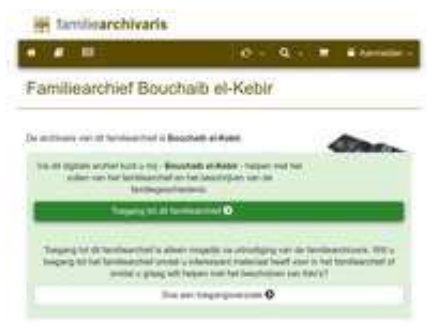 familiearchivaris
Aanmelden
Familiearchief Bouchaib el-Kebir
De archivaris van dit familiearchief is Bouchaib el-Kebir
Via dit digitale archief kunt u mij - Bouchaib el-Kebir - helpen met het
vullen van het familiearchief en het beschrijven van de
familiegeschiedenis.
Toegang tot dit familiearchief
Toegang tot dit familiearchief is alleen mogelijk na uitnodiging van de familiearchivaris. Wilt u
toegang tot het familiearchief omdat u interessant materiaal heeft voor in het familiearchief of
omdat u graag wilt helpen met het beschrijven van foto's?
Doe een toegangsverzoek